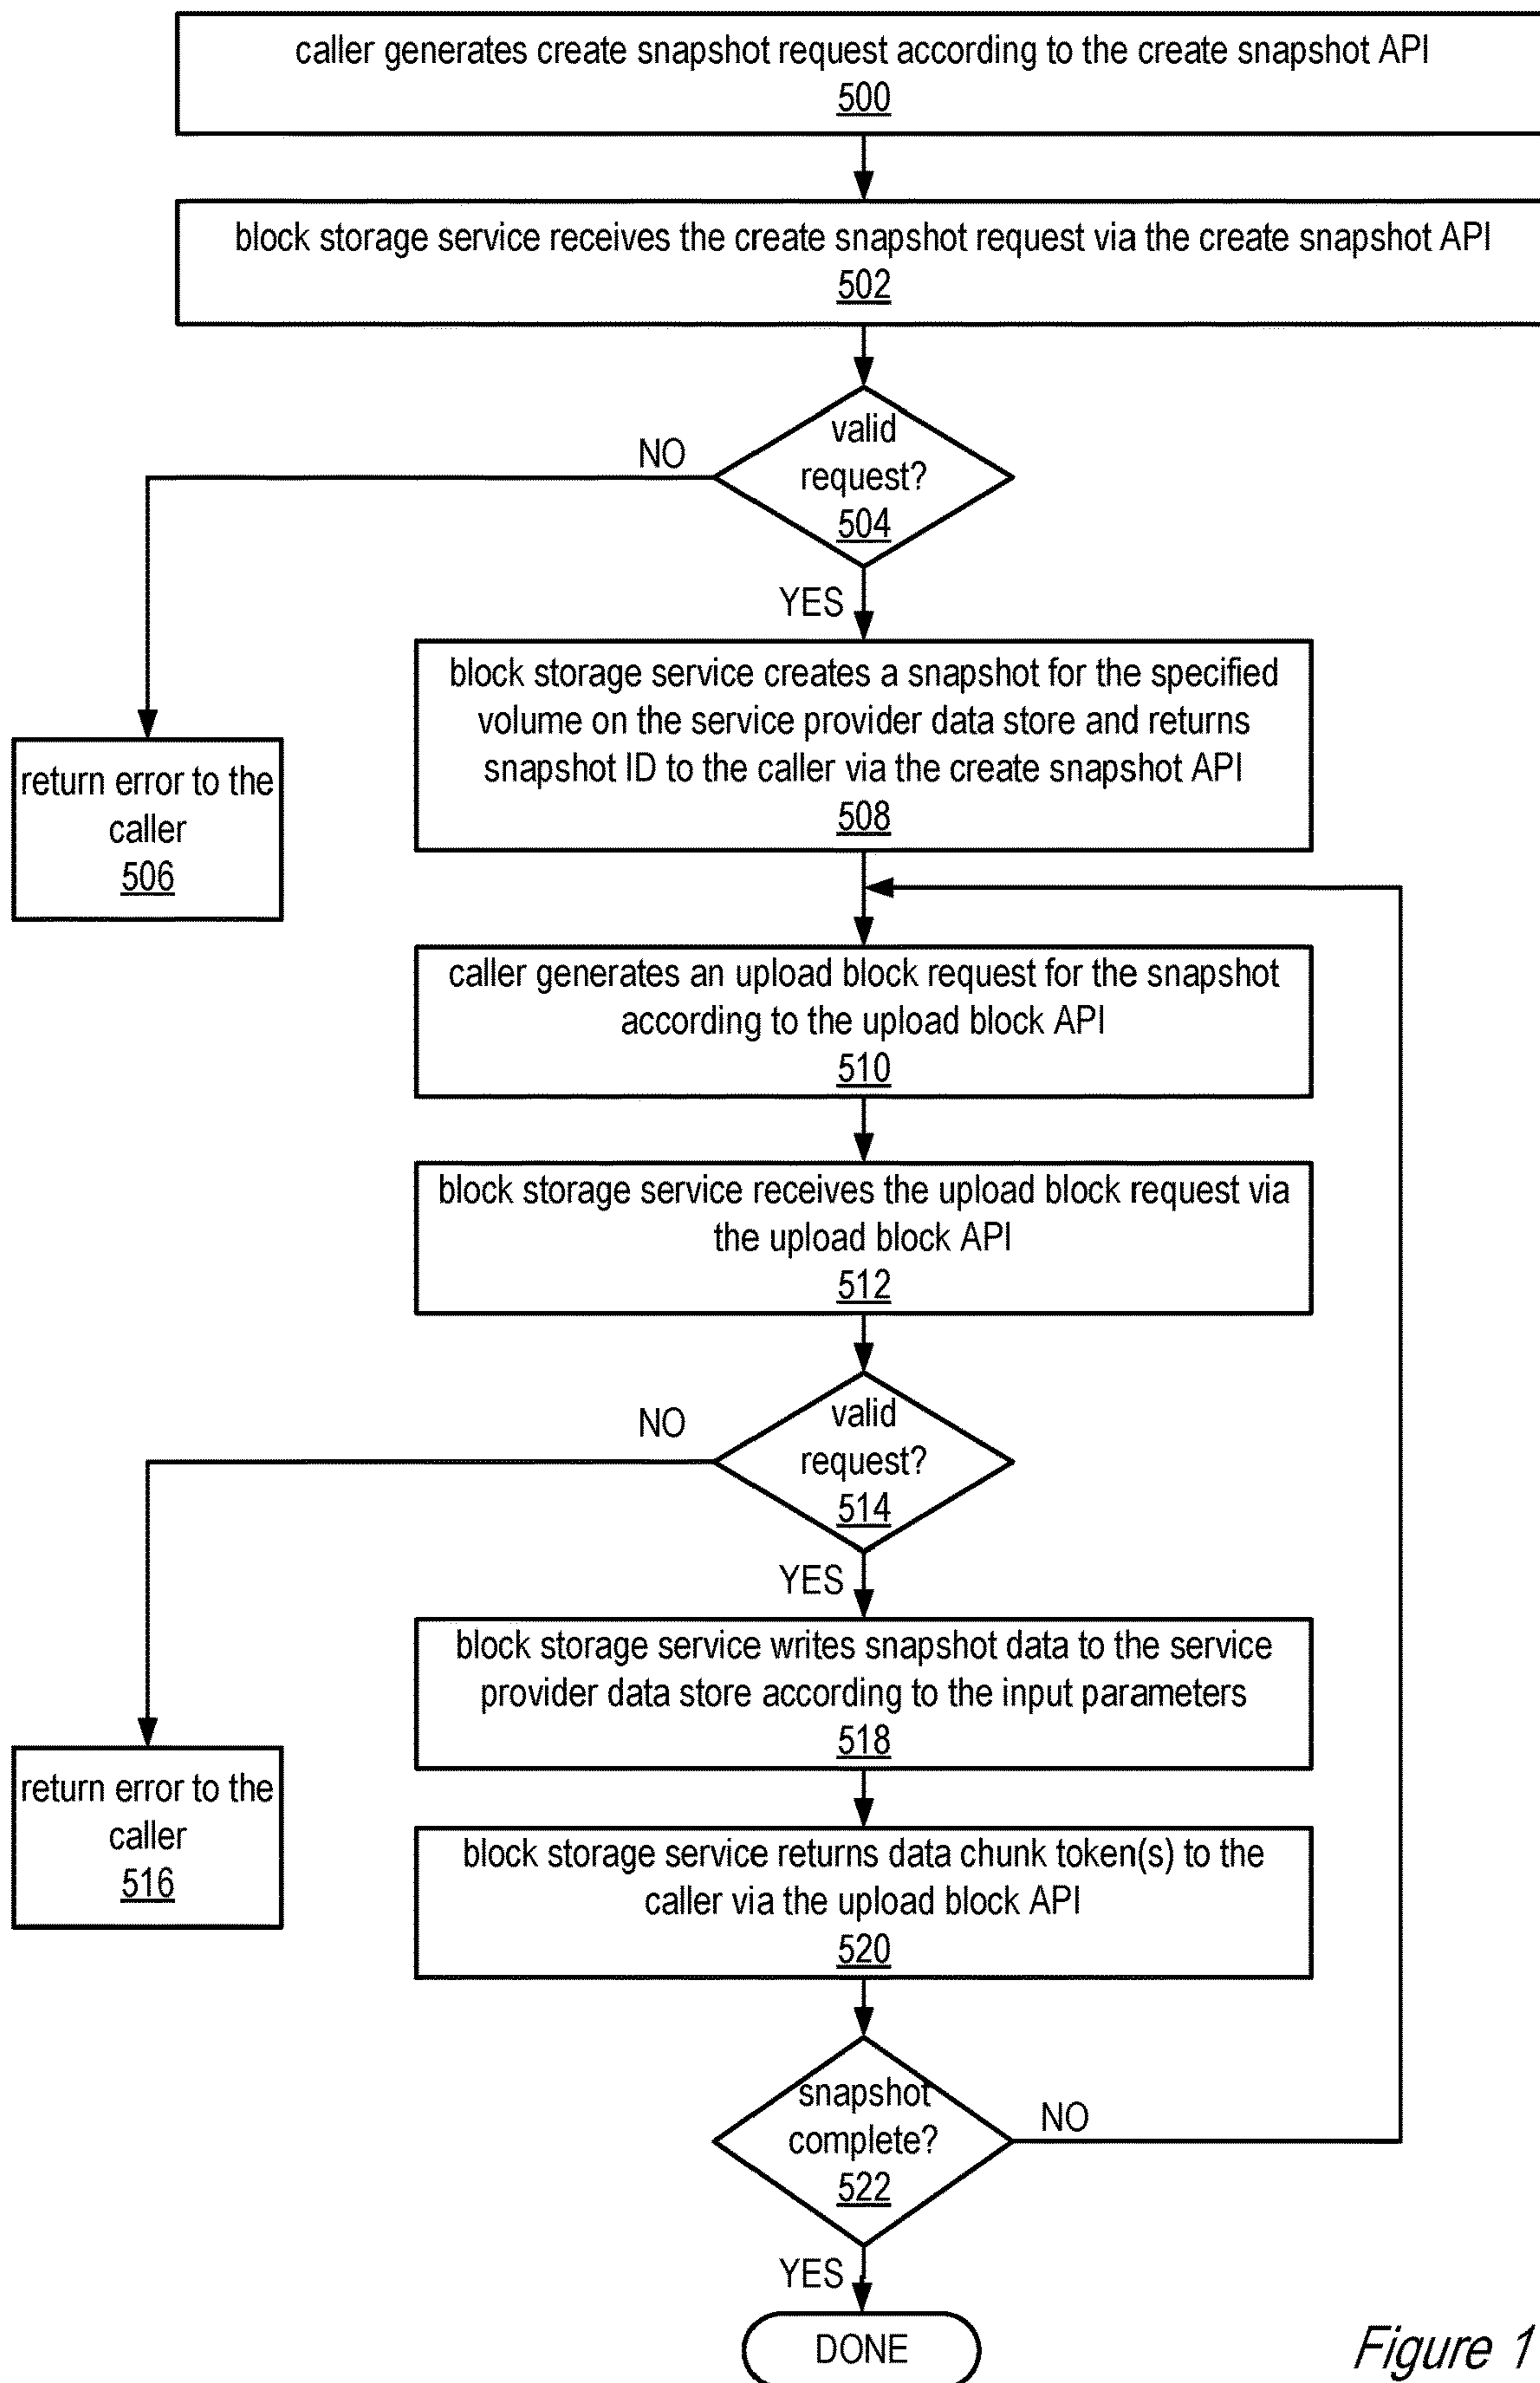 caller generates create snapshot request according to the create snapshot API
500
block storage service receives the create snapshot request via the create snapshot API
502
valid
request?
504
NO
YES
block storage service creates a snapshot for the specified
volume on the service provider data store and returns
snapshot ID to the caller via the create snapshot API
508
return error to the
caller
506
caller generates an upload block request for the snapshot
according to the upload block API
510
block storage service receives the upload block request via
the upload block API
512
valid
request?
514
NO
YES
block storage service writes snapshot data to the service
provider data store according to the input parameters
518
return error to the
caller
516
block storage service returns data chunk token(s) to the
caller via the upload block API
520
snapshot
complete?
522
NO
YES
DONE
Figure 1